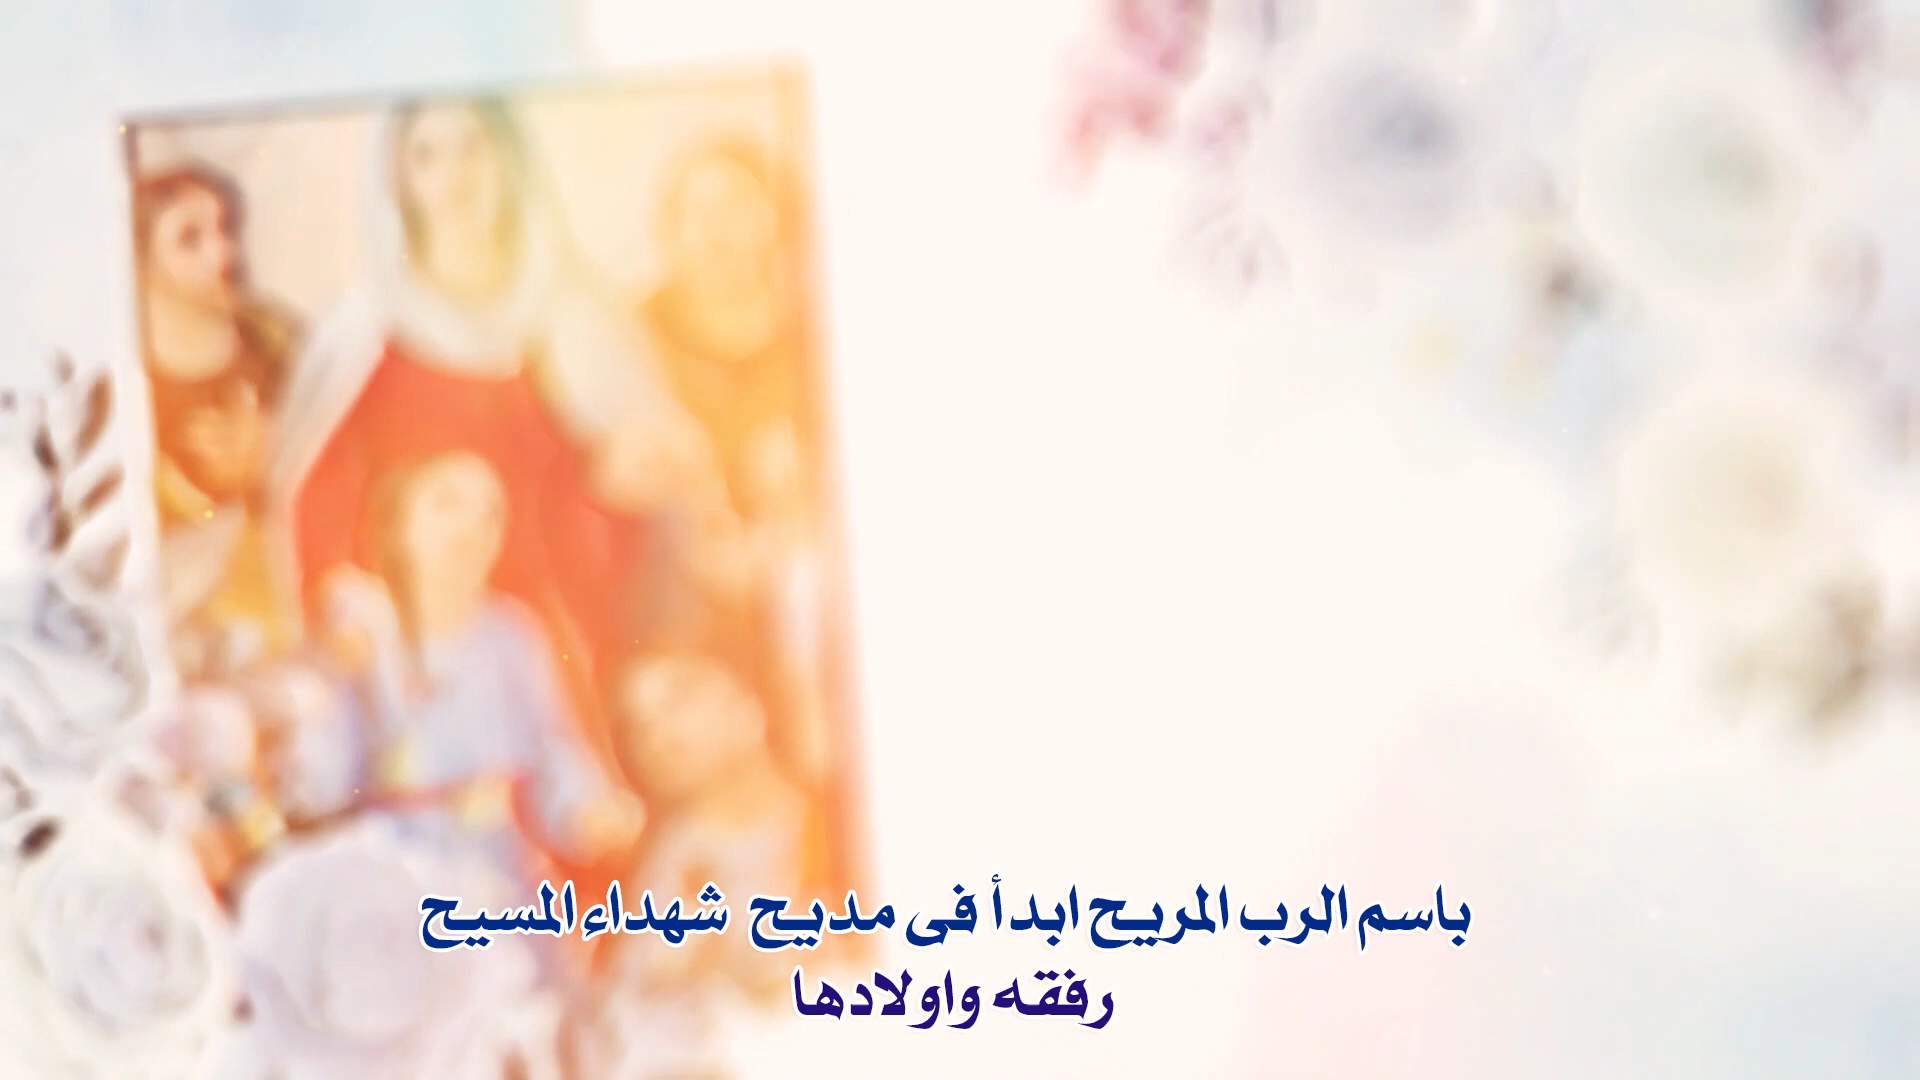 باسم الرب المريح ابدأ فى مديح شهداء المسيح
رفقه واولادها